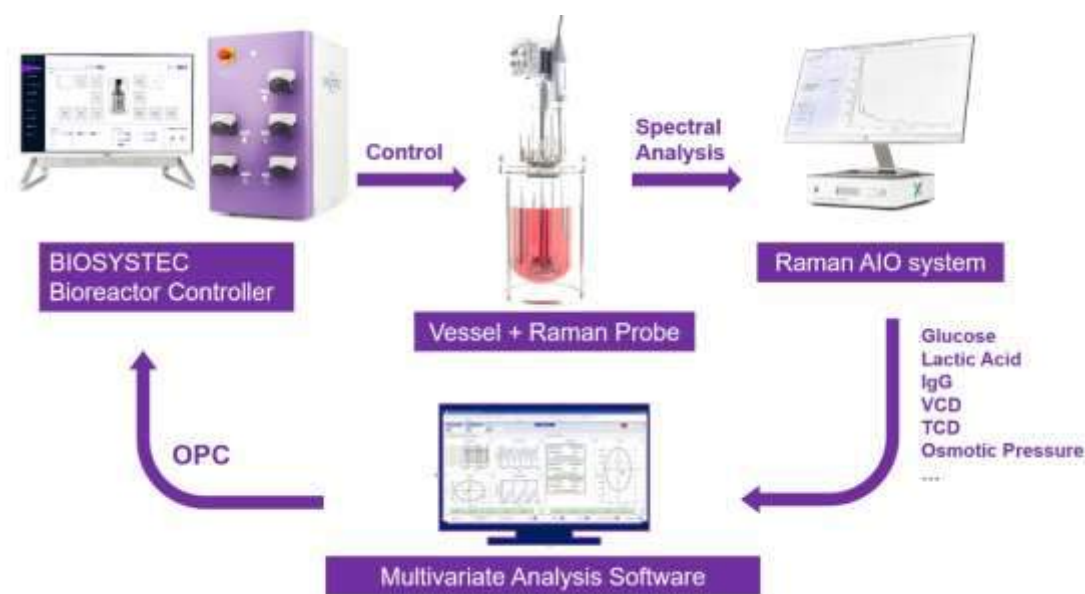 Control
Spectral
Analysis
BIOSYSTEC
Bioreactor Controller
Vessel + Raman Probe
Raman AIO system
Glucose
Lactic Acid
IgG
VCD
TCD
Osmotic Pressure
...
OPC
Multivariate Analysis Software